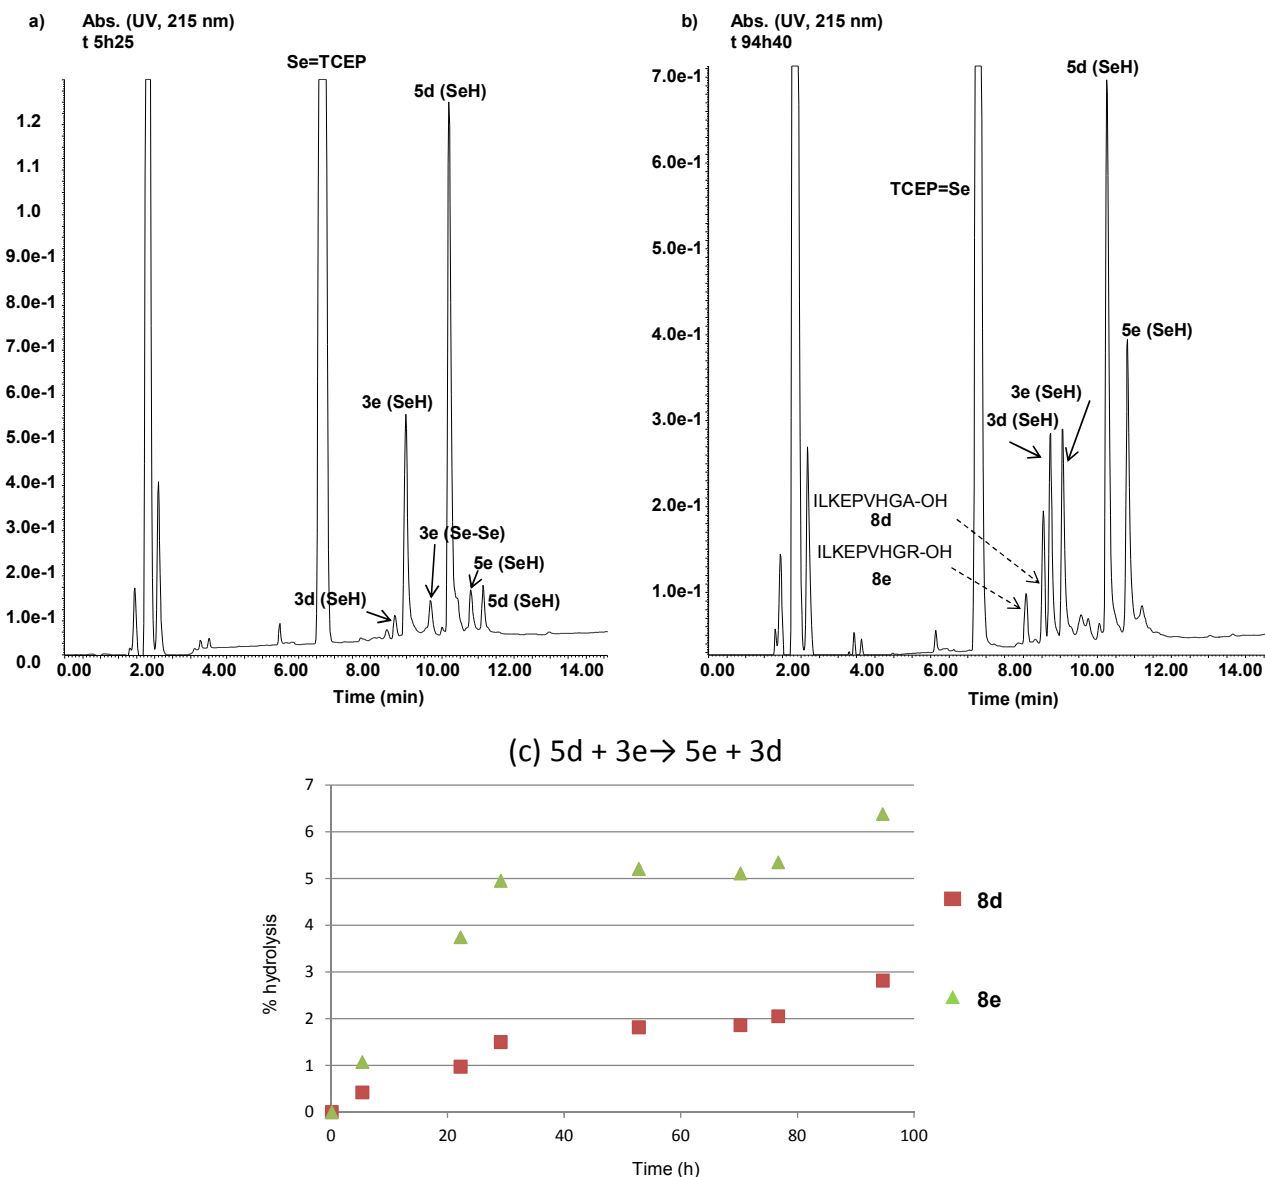 a) Abs. (UV, 215 nm)
t 5h25
Se=TCEP
5d (SeH)
3e (SeH)
3e (Se-Se)
5e (SeH)
5d (SeH)
3d (SeH)
1.2
1.1
1.0
9.0e-1
8.0e-1
7.0e-1
6.0e-1
5.0e-1
4.0e-1
3.0e-1
2.0e-1
1.0e-1
0.0
0.00 2.00 4.00 6.00 8.00 10.00 12.00 14.00
Time (min)
b) Abs. (UV, 215 nm)
t 94h40
5d (SeH)
TCEP=Se
5e (SeH)
3e (SeH)
3d (SeH)
ILKEPVHGA-OH
8d
ILKEPVHGR-OH
8e
7.0e-1
6.0e-1
5.0e-1
4.0e-1
3.0e-1
2.0e-1
1.0e-1
0.00 2.00 4.00 6.00 8.00 10.00 12.00 14.00
Time (min)
(c) 5d + 3e→ 5e + 3d
7
6
5
4
3
2
1
0
% hydrolysis
0 20 40 60 80 100
Time (h)
8d
8e